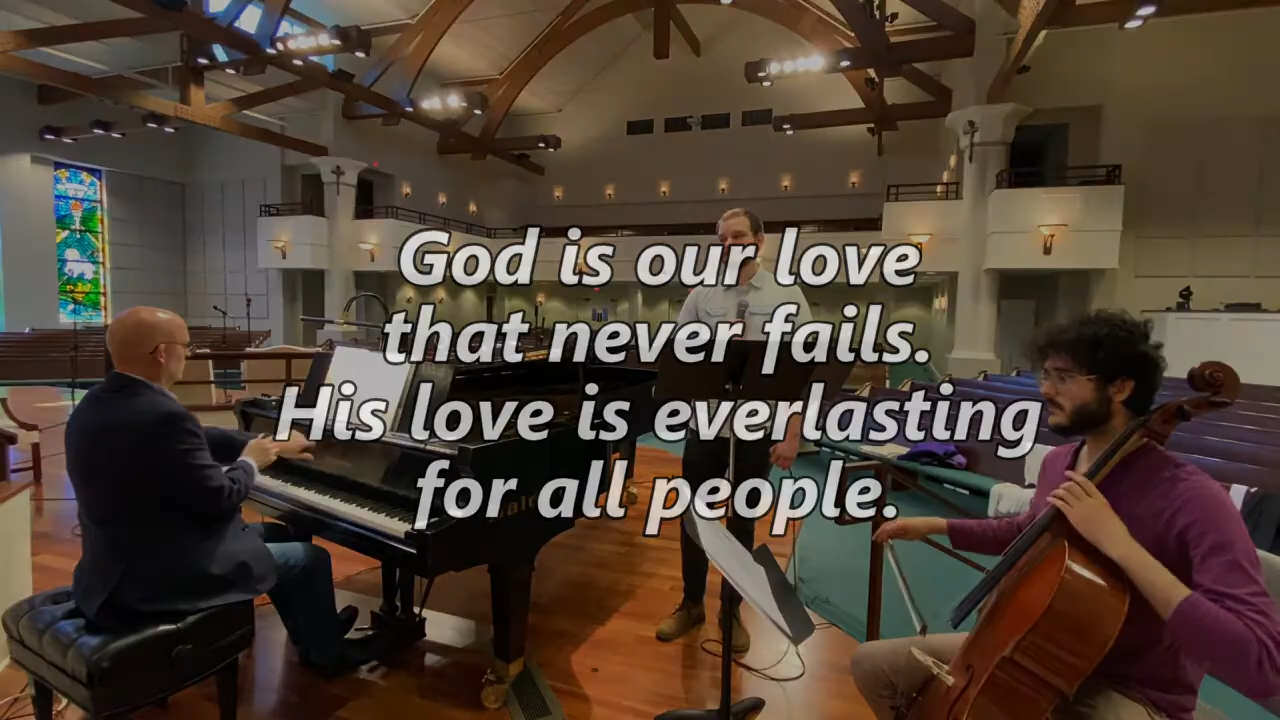 God is our love
that never fails.
His love is everlasting
for all people.